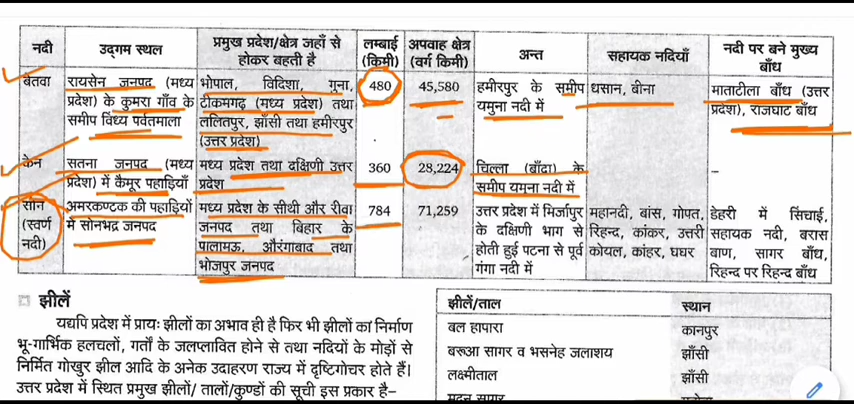 नदी
उद्गम स्थल
प्रमुख प्रदेश/क्षेत्र जहाँ से
होकर बहती है
लम्बाई
(किमी)
अपवाह क्षेत्र
(वर्ग किमी)
अन्त
सहायक नदियाँ
नदी पर बने मुख्य
बाँध
बेतवा
रायसेन जनपद (मध्य
प्रदेश) के कुमरा गाँव के
समीप विंध्य पर्वतमाला
भोपाल, विदिशा, गुना,
टीकमगढ़ (मध्य प्रदेश) तथा
ललितपुर, झाँसी तथा हमीरपुर
(उत्तर प्रदेश)
480
45,580
हमीरपुर के समीप
यमुना नदी में
धसान, बीना
माताटीला बाँध (उत्तर
प्रदेश), राजघाट बाँध
केन
सतना जनपद (मध्य
प्रदेश) में कैमूर पहाड़ियाँ
मध्य प्रदेश तथा दक्षिणी उत्तर
प्रदेश
360
28,224
चिल्ला (बाँदा) के
समीप यमुना नदी में
–
सोन
(स्वर्ण
नदी)
अमरकण्टक की पहाड़ियों
में सोनभद्र जनपद
मध्य प्रदेश के सीधी और रीवा
जनपद तथा बिहार के
पालामऊ, औरंगाबाद तथा
भोजपुर जनपद
784
71,259
उत्तर प्रदेश में मिर्जापुर
के दक्षिणी भाग से
होती हुई पटना से पूर्व
गंगा नदी में
महानदी, बांस, गोपत,
रिहन्द, कांकर, उत्तरी
कोयल, कांहर, घघर
डेहरी में सिंचाई,
सहायक नदी, बरास
बाण, सागर बाँध,
रिहन्द पर रिहन्द बाँध
झीलें
यद्यपि प्रदेश में प्रायः झीलों का अभाव ही है फिर भी झीलों का निर्माण
भू-गार्भिक हलचलों, गर्तों के जलप्लावित होने से तथा नदियों के मोड़ों से
निर्मित गोखुर झील आदि के अनेक उदाहरण राज्य में दृष्टिगोचर होते हैं।
उत्तर प्रदेश में स्थित प्रमुख झीलों/ तालों/कुण्डों की सूची इस प्रकार है–
झीलें/ताल
स्थान
बल हापारा
कानपुर
बरूआ सागर व भसनेह जलाशय
झाँसी
लक्ष्मीताल
झाँसी
मदन सागर